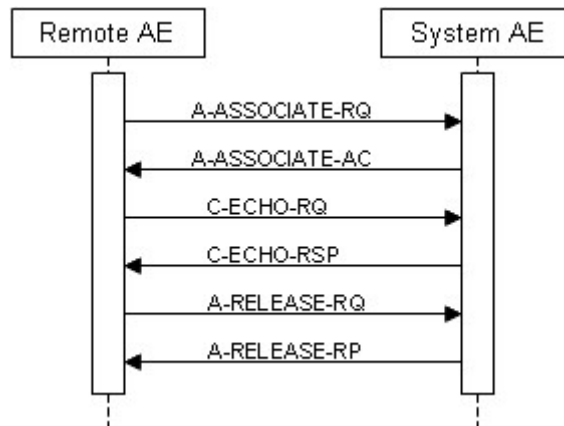 Remote AE
System AE
A-ASSOCIATE-RQ
A-ASSOCIATE-AC
C-ECHO-RQ
C-ECHO-RSP
A-RELEASE-RQ
A-RELEASE-RP